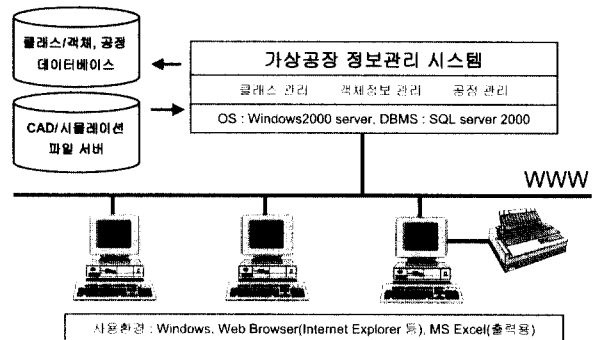 클래스/객체, 공정
데이터베이스
CAD/시뮬레이션
파일 서버
가상공장 정보관리 시스템
클래스 관리 객체정보 관리 공정 관리
OS : Windows2000 server, DBMS : SQL server 2000
WWW
사용환경 : Windows, Web Browser(Internet Explorer 등), MS Excel(출력용)